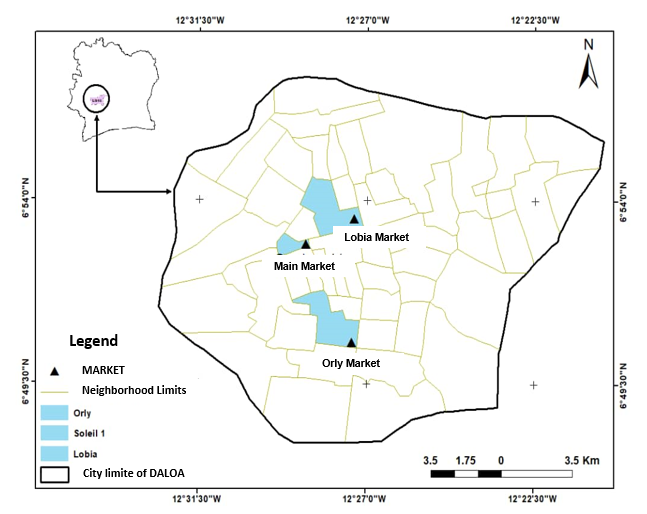 12°31'30"W 12°27'0"W 12°22'30"W
N
6°54'0"N 6°54'0"N
Lobia Market
Main Market
Orly Market
Legend
MARKET
Neighborhood Limits
Orly
Soleil 1
Lobia
City limite of DALOA
6°49'30"N 6°49'30"N
3.5 1.75 0 3.5 Km
12°31'30"W 12°27'0"W 12°22'30"W